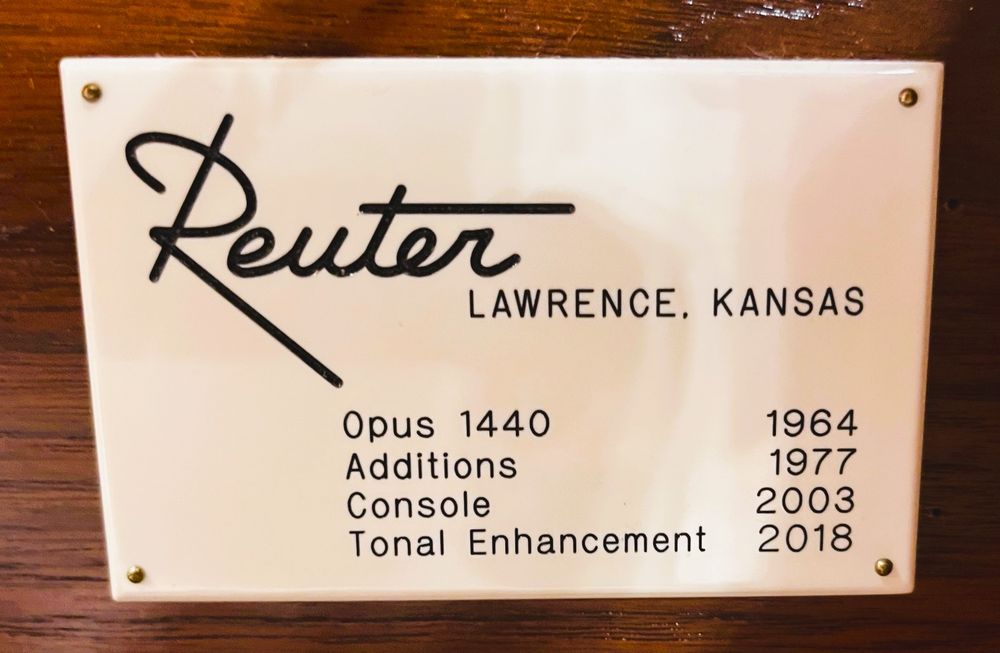 Reuter
LAWRENCE, KANSAS
Opus 1440 1964
Additions 1977
Console 2003
Tonal Enhancement 2018